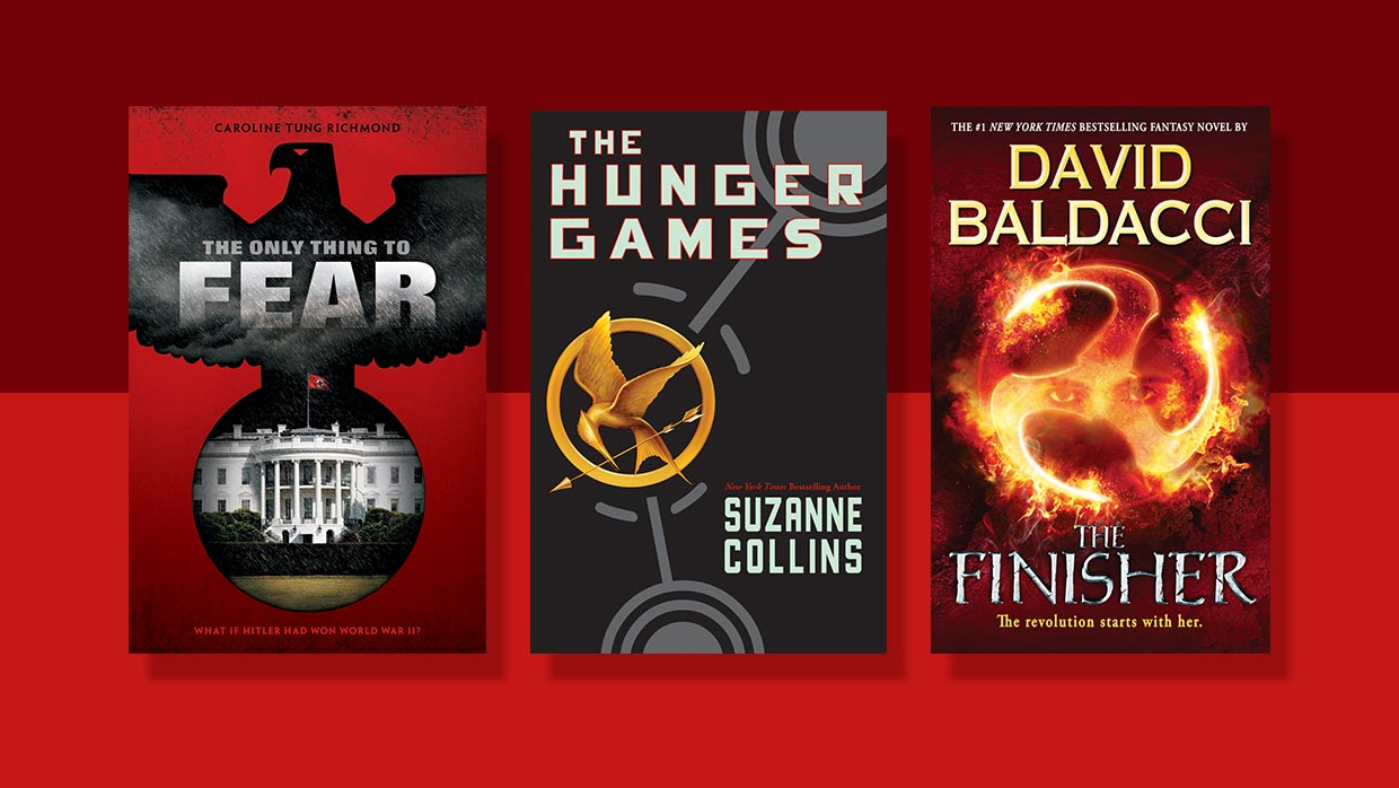 CAROLINE TUNG RICHMOND
THE ONLY THING TO
FEAR
WHAT IF HITLER HAD WON WORLD WAR II?
THE
HUNGER
GAMES
New York Times Bestselling Author
SUZANNE
COLLINS
THE #1 NEW YORK TIMES BESTSELLING FANTASY NOVEL BY
DAVID
BALDACCI
THE
FINISHER
The revolution starts with her.